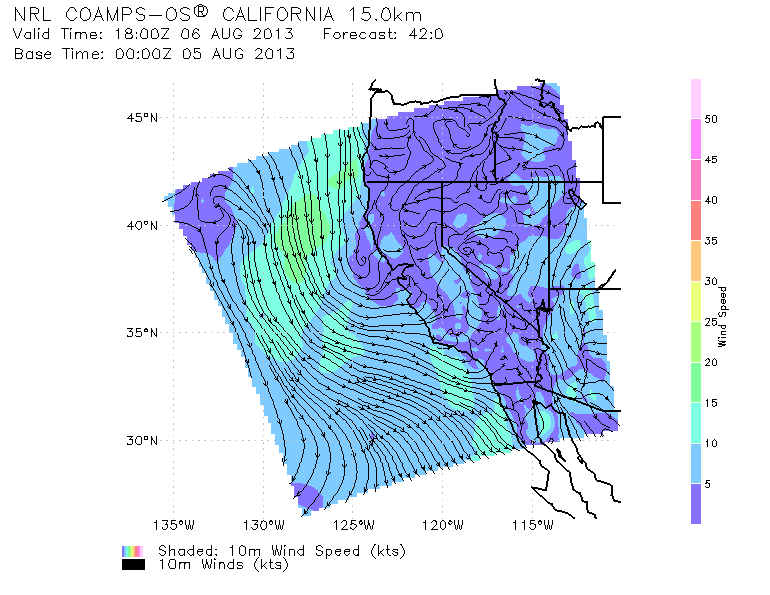 NRL COAMPS-OS® CALIFORNIA 15.0km
Valid Time: 18:00Z 06 AUG 2013 Forecast: 42:0
Base Time: 00:00Z 05 AUG 2013
50
45°N
45
40
40°N
35
30
Wind Speed
25
35°N
20
15
30°N
10
5
135°W 130°W 125°W 120°W 115°W
Shaded: 10m Wind Speed (kts)
10m Winds (kts)